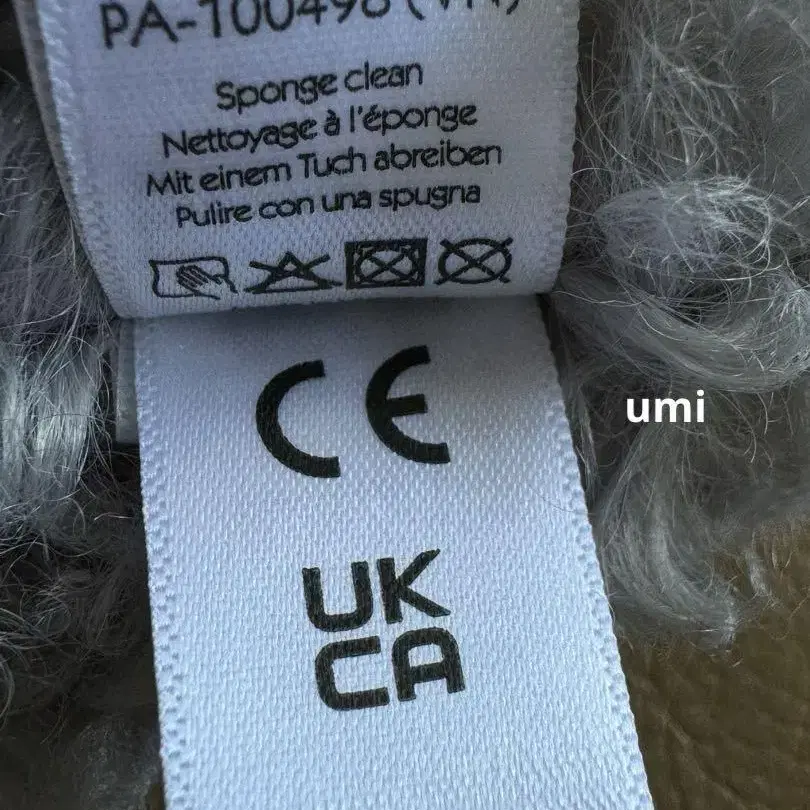 Sponge clean
Nettoyage à l'éponge
Mit einem Tuch abreiben
Pulire con una spugna
CE
umi
UK
CA